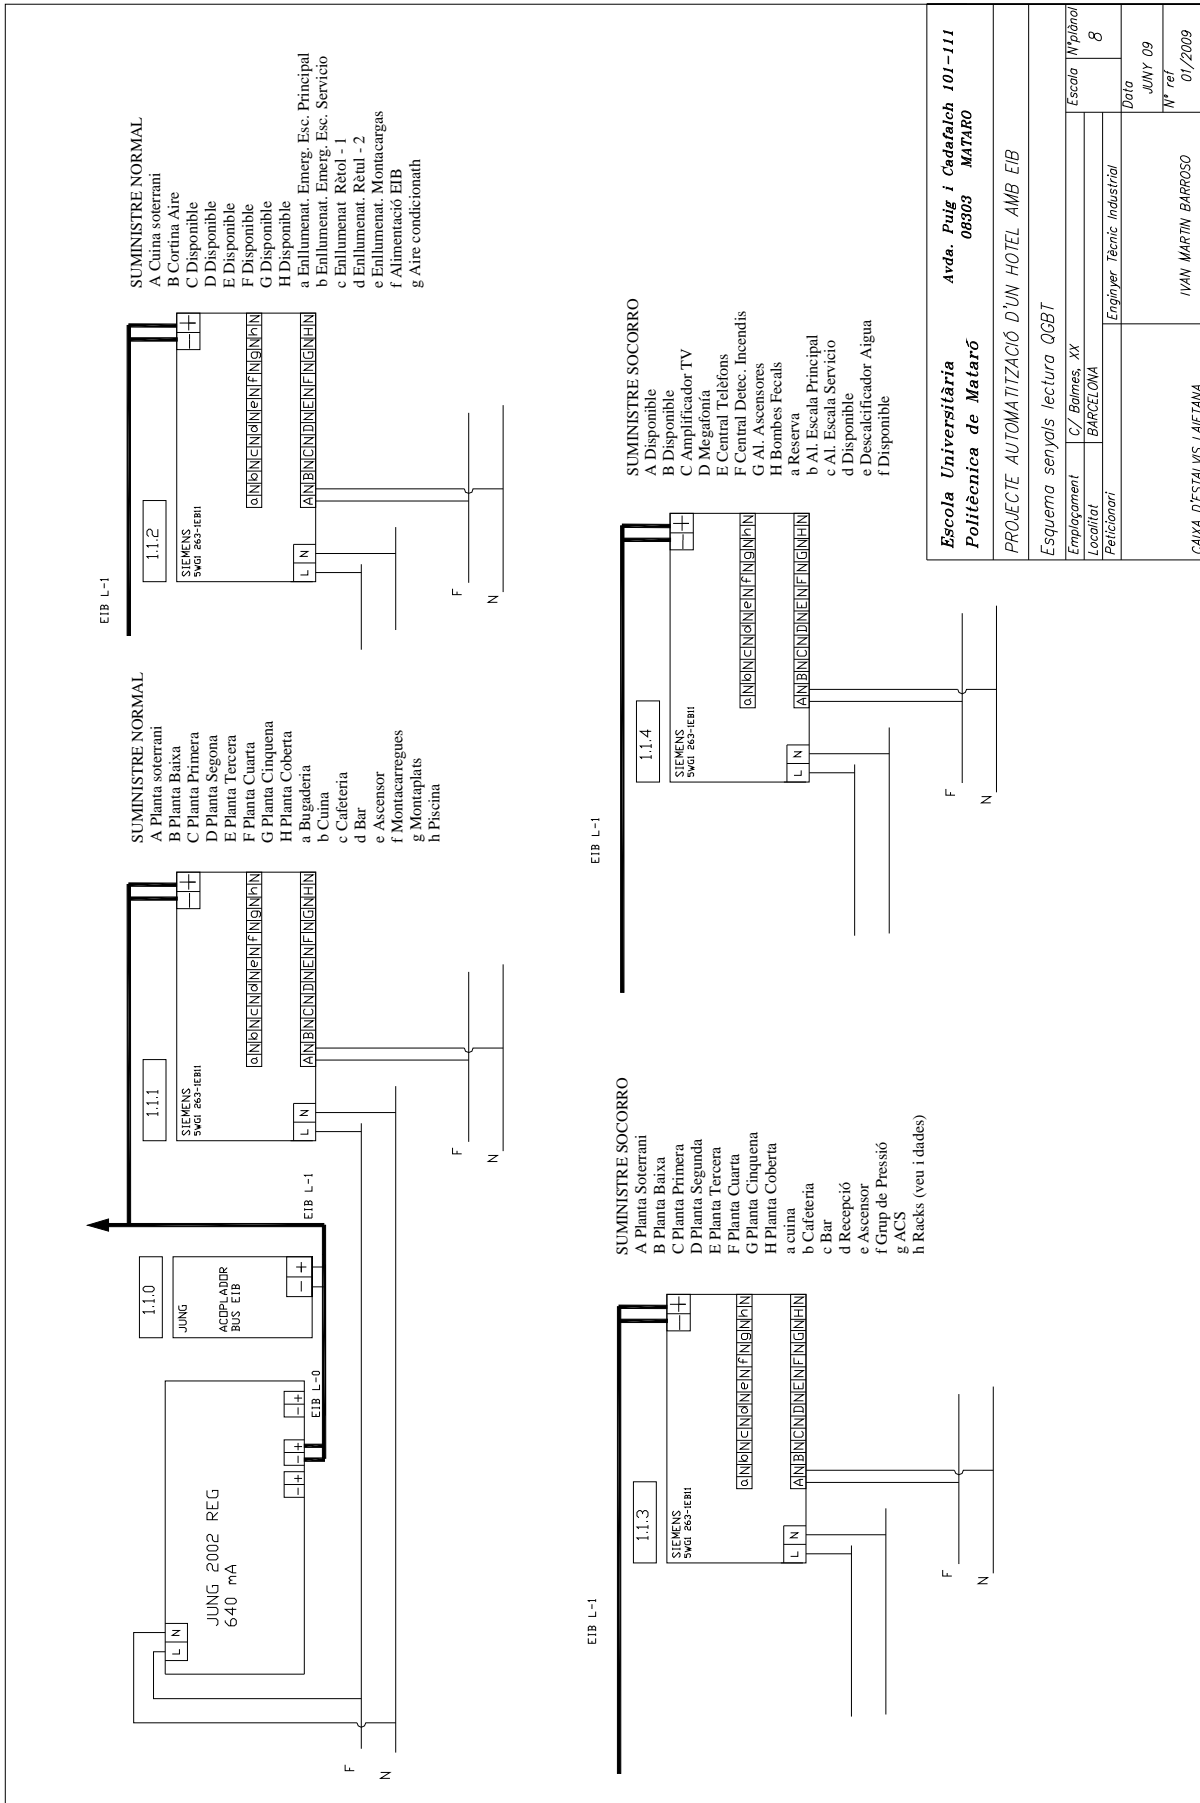 JUNG 2002 REG
640 mA
L N
- +
- +
- +
EIB L-0
F
N
1.1.0
JUNG
ACOPLADOR
BUS EIB
- +
EIB L-1
1.1.1
SIEMENS
5WG1 263-1EB11
- +
a N b N c N d N e N f N g N h N
A N B N C N D N E N F N G N H N
L N
F
N
SUMINISTRE NORMAL
A Planta soterrani
B Planta Baixa
C Planta Primera
D Planta Segona
E Planta Tercera
F Planta Cuarta
G Planta Cinquena
H Planta Coberta
a Bugaderia
b Cuina
c Cafeteria
d Bar
e Ascensor
f Montacarregues
g Montaplats
h Piscina
EIB L-1
1.1.2
SIEMENS
5WG1 263-1EB11
- +
a N b N c N d N e N f N g N h N
A N B N C N D N E N F N G N H N
L N
F
N
SUMINISTRE NORMAL
A Cuina soterrani
B Cortina Aire
C Disponible
D Disponible
E Disponible
F Disponible
G Disponible
H Disponible
a Enllumenat. Emerg. Esc. Principal
b Enllumenat. Emerg. Esc. Servicio
c Enllumenat Rètol - 1
d Enllumenat. Rètul - 2
e Enllumenat. Montacargas
f Alimentació EIB
g Aire condicionath
EIB L-1
1.1.3
SIEMENS
5WG1 263-1EB11
- +
a N b N c N d N e N f N g N h N
A N B N C N D N E N F N G N H N
L N
F
N
SUMINISTRE SOCORRO
A Planta Soterrani
B Planta Baixa
C Planta Primera
D Planta Segunda
E Planta Tercera
F Planta Cuarta
G Planta Cinquena
H Planta Coberta
a cuina
b Cafeteria
c Bar
d Recepció
e Ascensor
f Grup de Pressió
g ACS
h Racks (veu i dades)
EIB L-1
1.1.4
SIEMENS
5WG1 263-1EB11
- +
a N b N c N d N e N f N g N h N
A N B N C N D N E N F N G N H N
L N
F
N
SUMINISTRE SOCORRO
A Disponible
B Disponible
C Amplificador TV
D Megafonía
E Central Telèfons
F Central Detec. Incendis
G Al. Ascensores
H Bombes Fecals
a Reserva
b Al. Escala Principal
c Al. Escala Servicio
d Disponible
e Descalcificador Aigua
f Disponible
Escola Universitària Avda. Puig i Cadafalch 101-111
Politècnica de Mataró 08303 MATARO
PROJECTE AUTOMATITZACIÓ D'UN HOTEL AMB EIB
Esquema senyals lectura QGBT
Emplaçament C/ Balmes, XX Escala Nºplànol
Localitat BARCELONA 8
Peticionari Enginyer Tècnic Industrial Data
JUNY 09
Nº ref
CAIXA D'ESTALVIS LAIETANA IVAN MARTIN BARROSO 01/2009